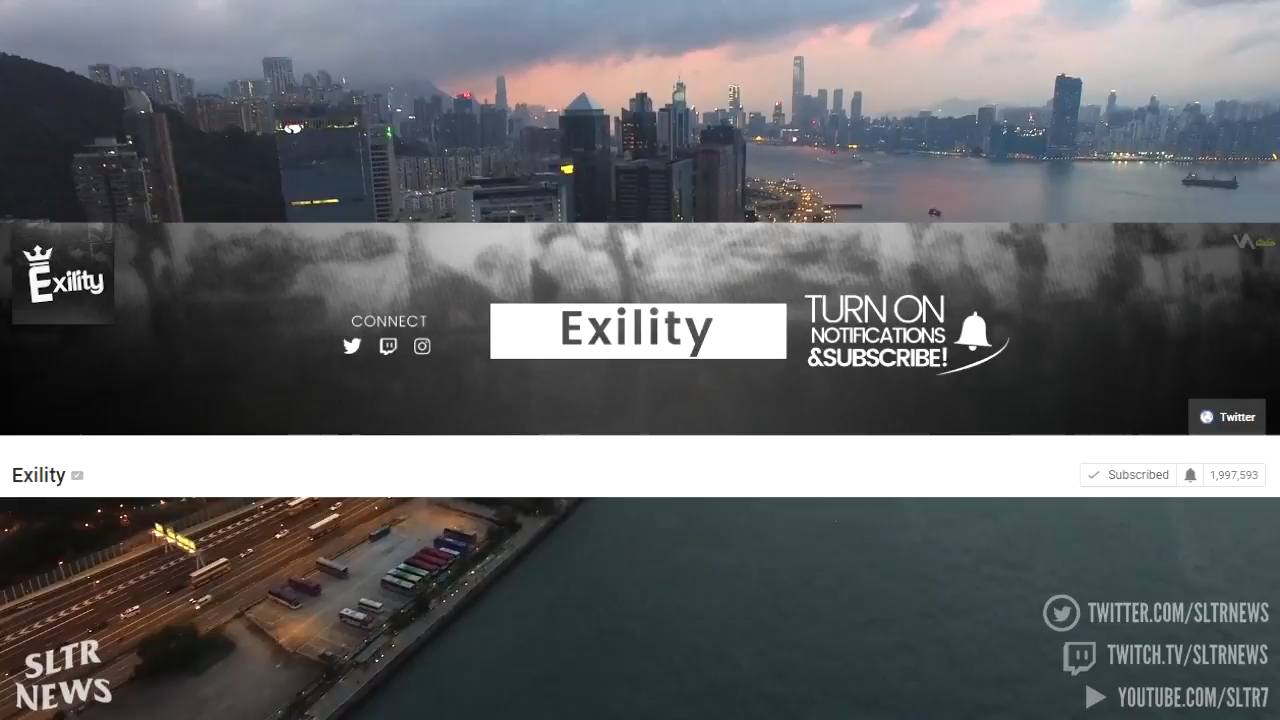 Exility
CONNECT
Exility
TURN ON
NOTIFICATIONS
&SUBSCRIBE!
Twitter
Exility
Subscribed
1,997,593
SLTR
NEWS
TWITTER.COM/SLTRNEWS
TWITCH.TV/SLTRNEWS
YOUTUBE.COM/SLTR7